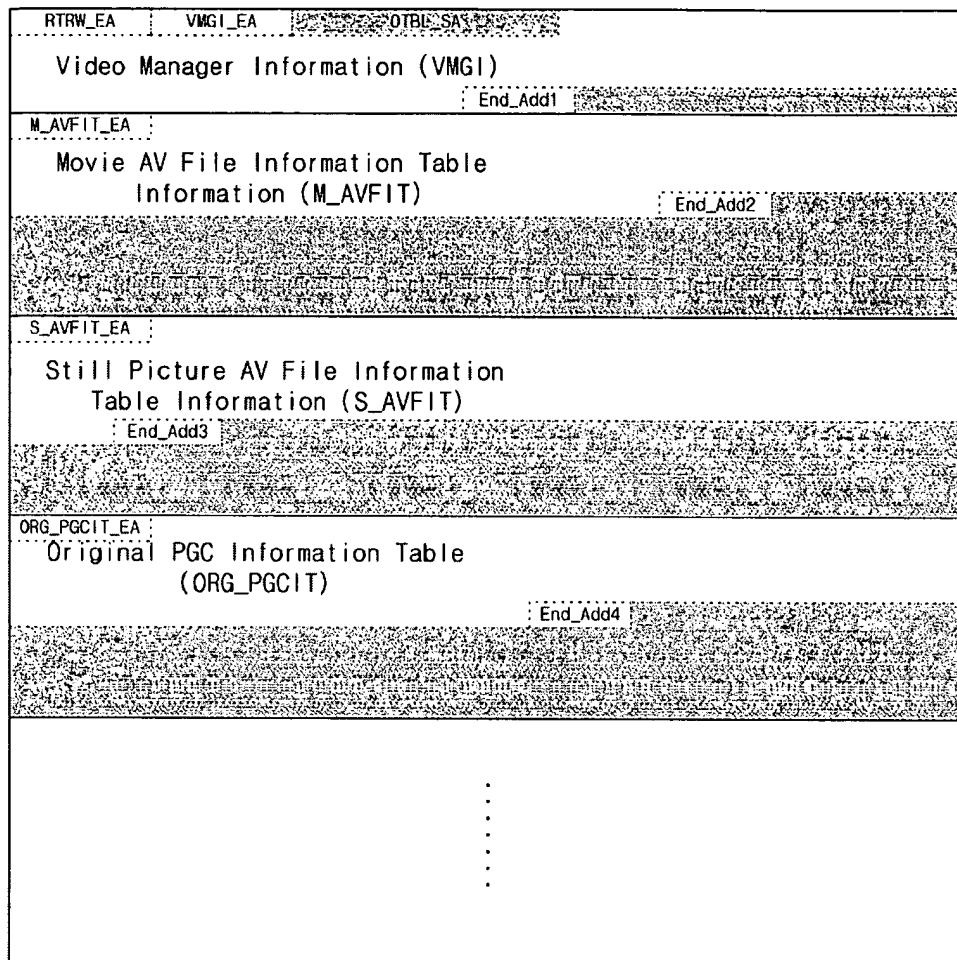 RTRW_EA VMGI_EA OTBL_SA
Video Manager Information (VMGI)
End_Add1
M_AVFIT_EA
Movie AV File Information Table
Information (M_AVFIT)
End_Add2
S_AVFIT_EA
Still Picture AV File Information
Table Information (S_AVFIT)
End_Add3
ORG_PGCIT_EA
Original PGC Information Table
(ORG_PGCIT)
End_Add4